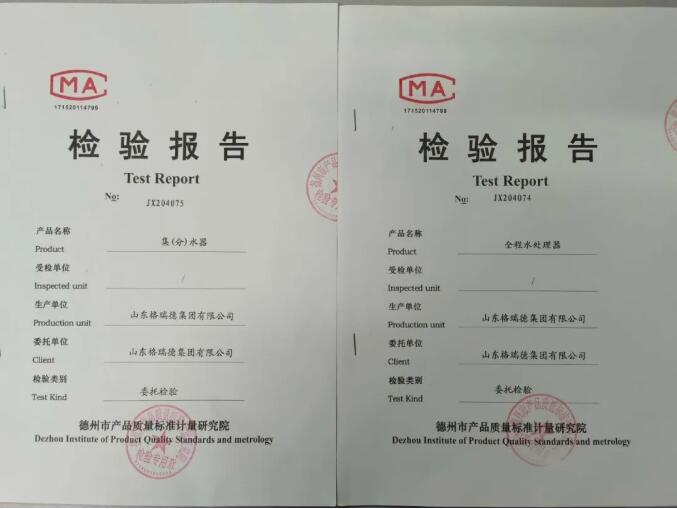 MA
171520114799
检验报告
Test Report
No: JX204075
产品名称
Product
集(分)水器
受检单位
Inspected unit
/
生产单位
Production unit
山东格瑞德集团有限公司
委托单位
Client
山东格瑞德集团有限公司
检验类别
Test Kind
委托检验
德州市产品质量标准计量研究院
Dezhou Institute of Product Quality Standards and metrology
检验专用章
MA
171520114799
检验报告
Test Report
No: JX204074
产品名称
Product
全程水处理器
受检单位
Inspected unit
/
生产单位
Production unit
山东格瑞德集团有限公司
委托单位
Client
山东格瑞德集团有限公司
检验类别
Test Kind
委托检验
德州市产品质量标准计量研究院
Dezhou Institute of Product Quality Standards and metrology